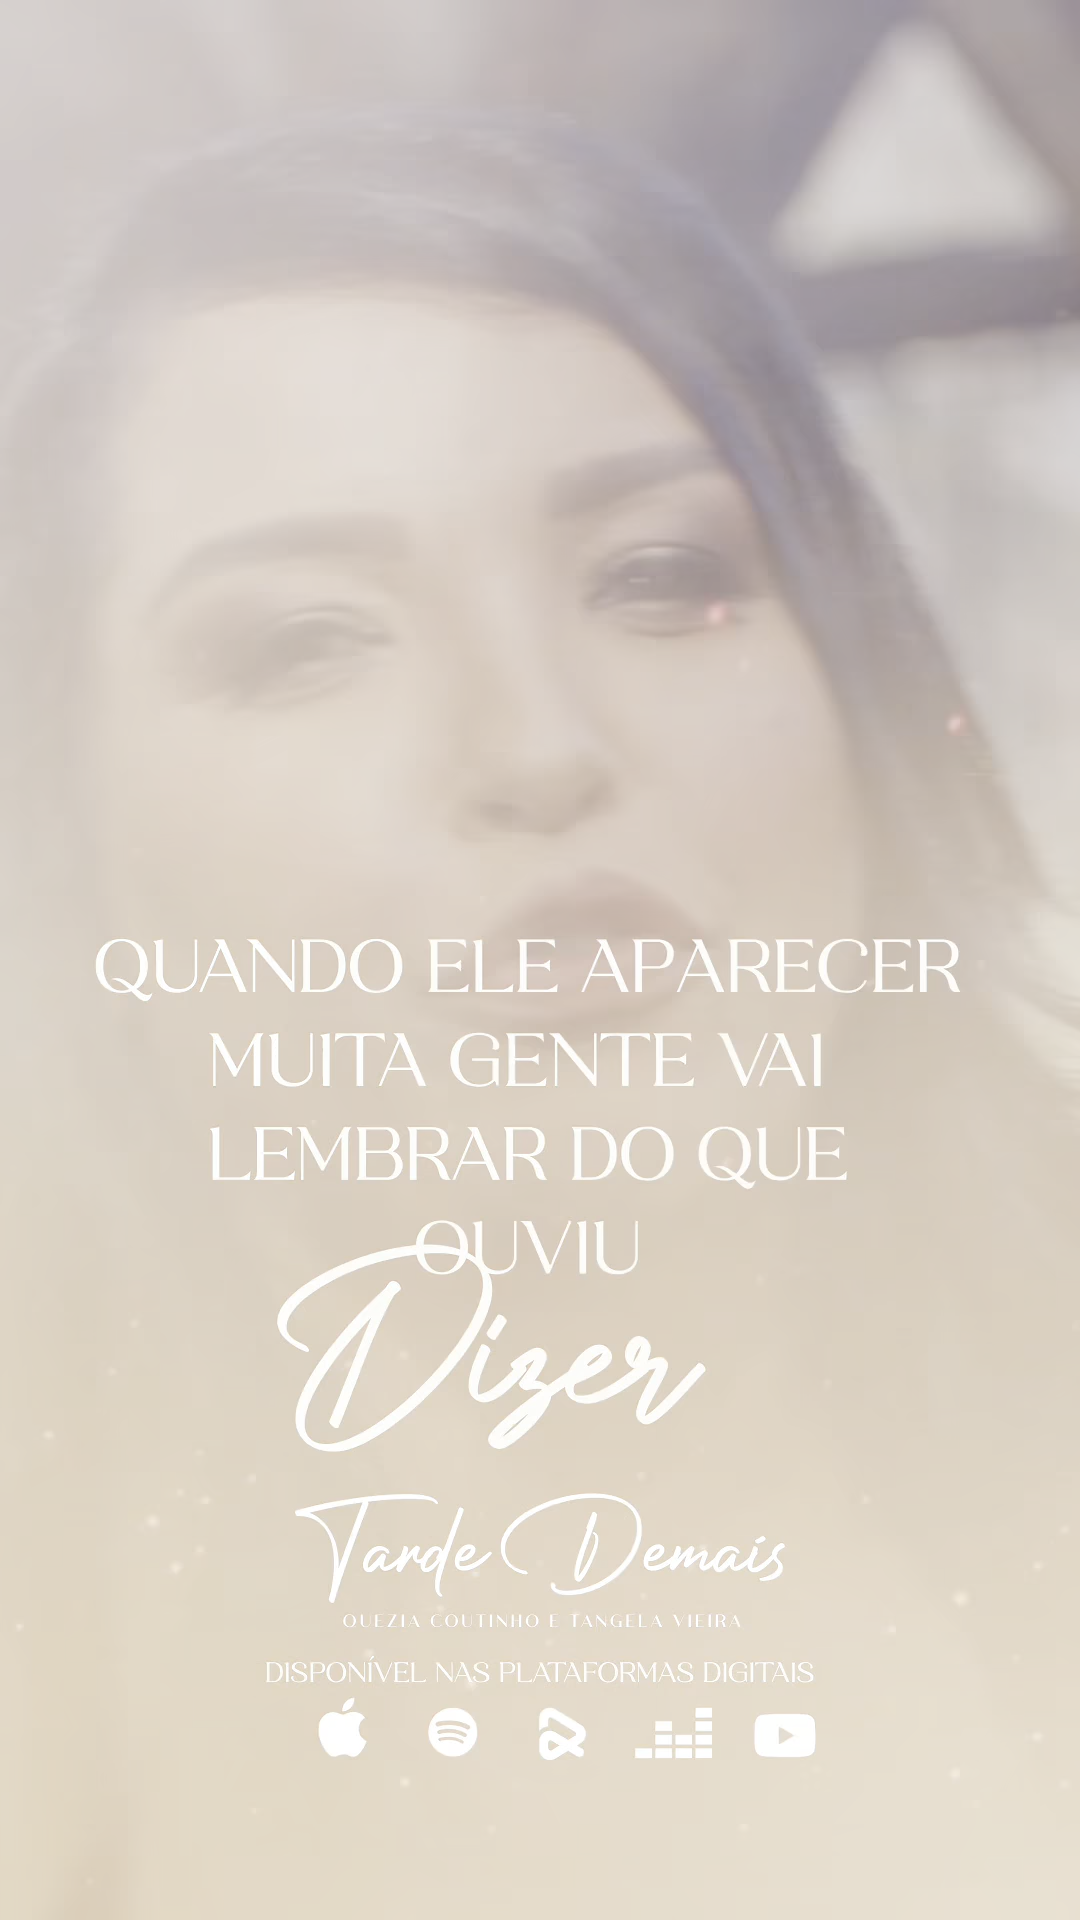 QUANDO ELE APARECER
MUITA GENTE VAI
LEMBRAR DO QUE
OUVIU
Dizer
Tarde Demais
QUEZIA COUTINHO E TANGELA VIEIRA
DISPONÍVEL NAS PLATAFORMAS DIGITAIS